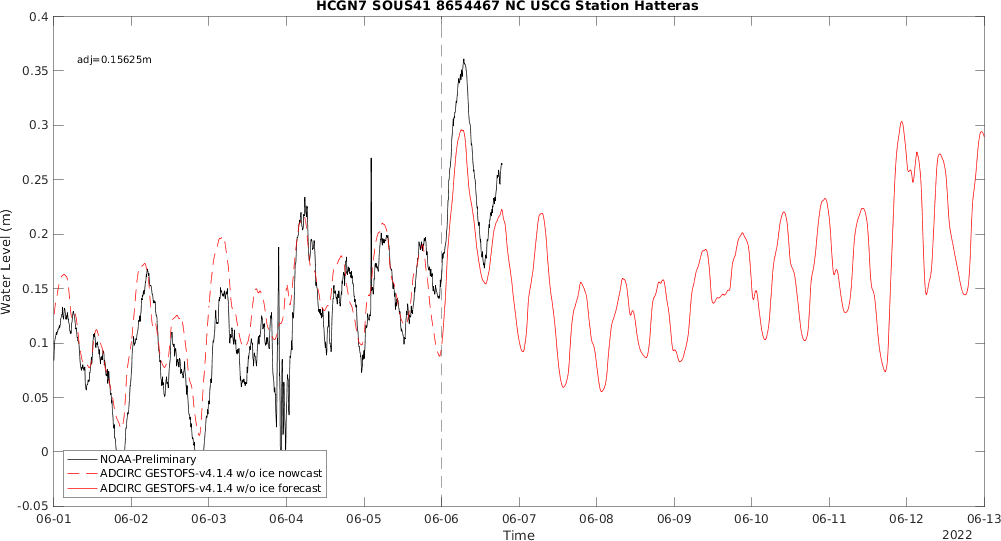 HCGN7 SOUS41 8654467 NC USCG Station Hatteras
adj=0.15625m
Water Level (m)
0.4
0.35
0.3
0.25
0.2
0.15
0.1
0.05
0
-0.05
NOAA-Preliminary
ADCIRC GESTOFS-v4.1.4 w/o ice nowcast
ADCIRC GESTOFS-v4.1.4 w/o ice forecast
06-01 06-02 06-03 06-04 06-05 06-06 06-07 06-08 06-09 06-10 06-11 06-12 06-13
Time
2022